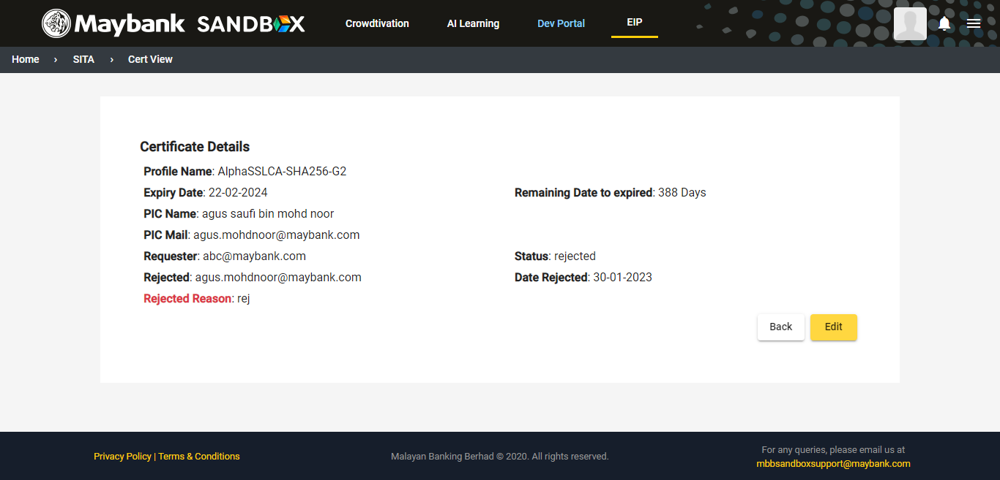 Maybank SANDBOX Crowdtivation AI Learning Dev Portal EIP
Home › SITA › Cert View
Certificate Details
Profile Name: AlphaSSLCA-SHA256-G2
Expiry Date: 22-02-2024 Remaining Date to expired: 388 Days
PIC Name: agus saufi bin mohd noor
PIC Mail: agus.mohdnoor@maybank.com
Requester: abc@maybank.com Status: rejected
Rejected: agus.mohdnoor@maybank.com Date Rejected: 30-01-2023
Rejected Reason: rej
Back Edit
Privacy Policy | Terms & Conditions
Malayan Banking Berhad © 2020. All rights reserved.
For any queries, please email us at
mbbsandboxsupport@maybank.com